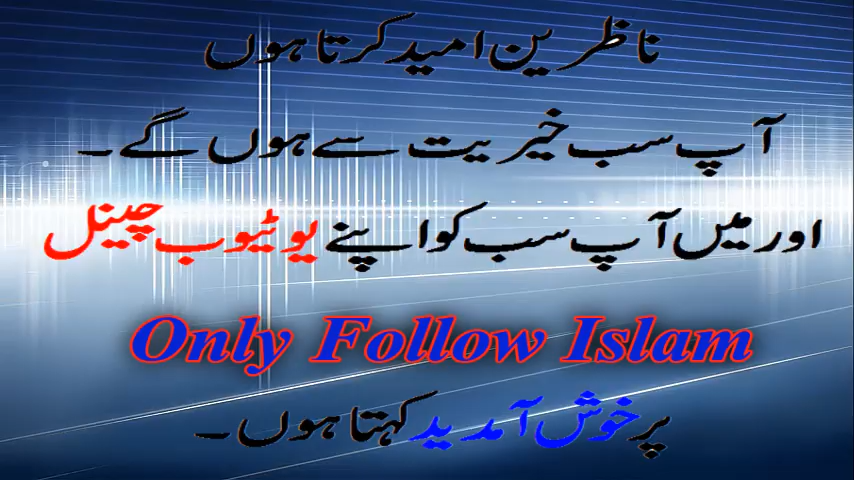 ناظرین امید کرتا ہوں
آپ سب خیریت سے ہوں گے۔
اور میں آپ سب کو اپنے یوٹیوب چینل
Only Follow Islam
پر خوش آمدید کہتا ہوں۔